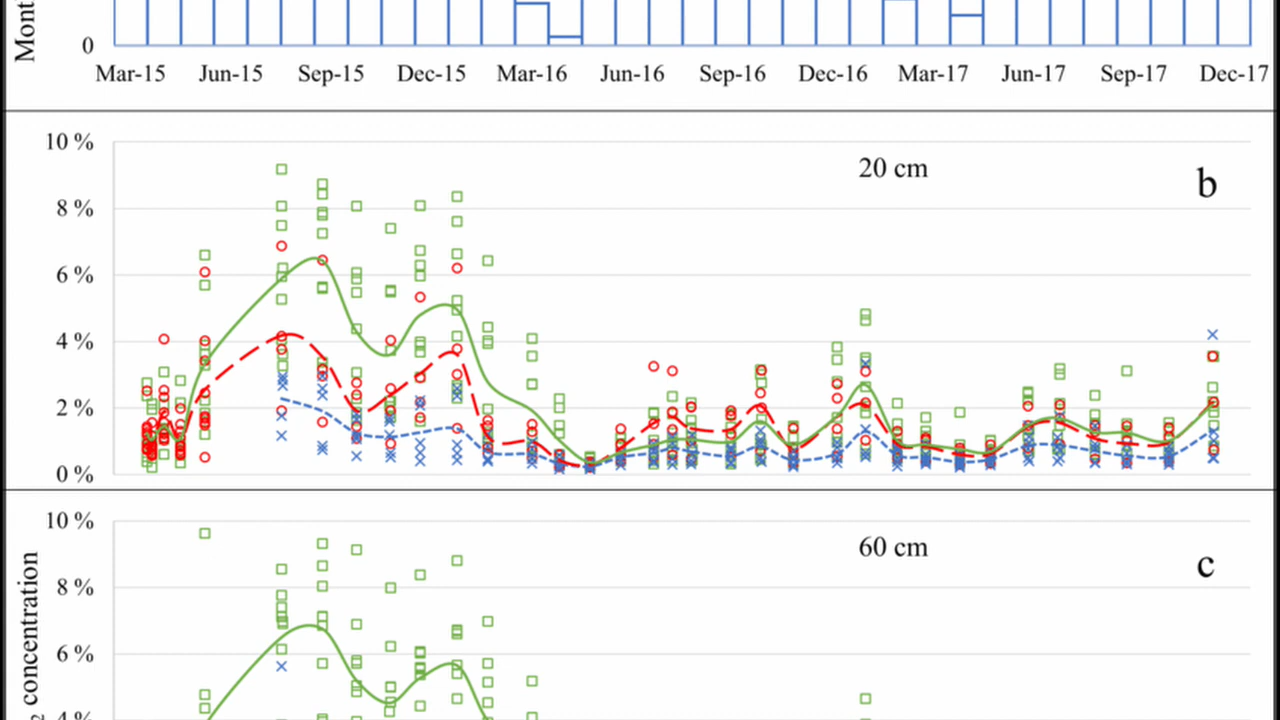 Mont
0
Mar-15 Jun-15 Sep-15 Dec-15 Mar-16 Jun-16 Sep-16 Dec-16 Mar-17 Jun-17 Sep-17 Dec-17
10 %
20 cm
b
8 %
6 %
4 %
2 %
0 %
10 %
60 cm
c
8 %
6 %
4 %
2 concentration